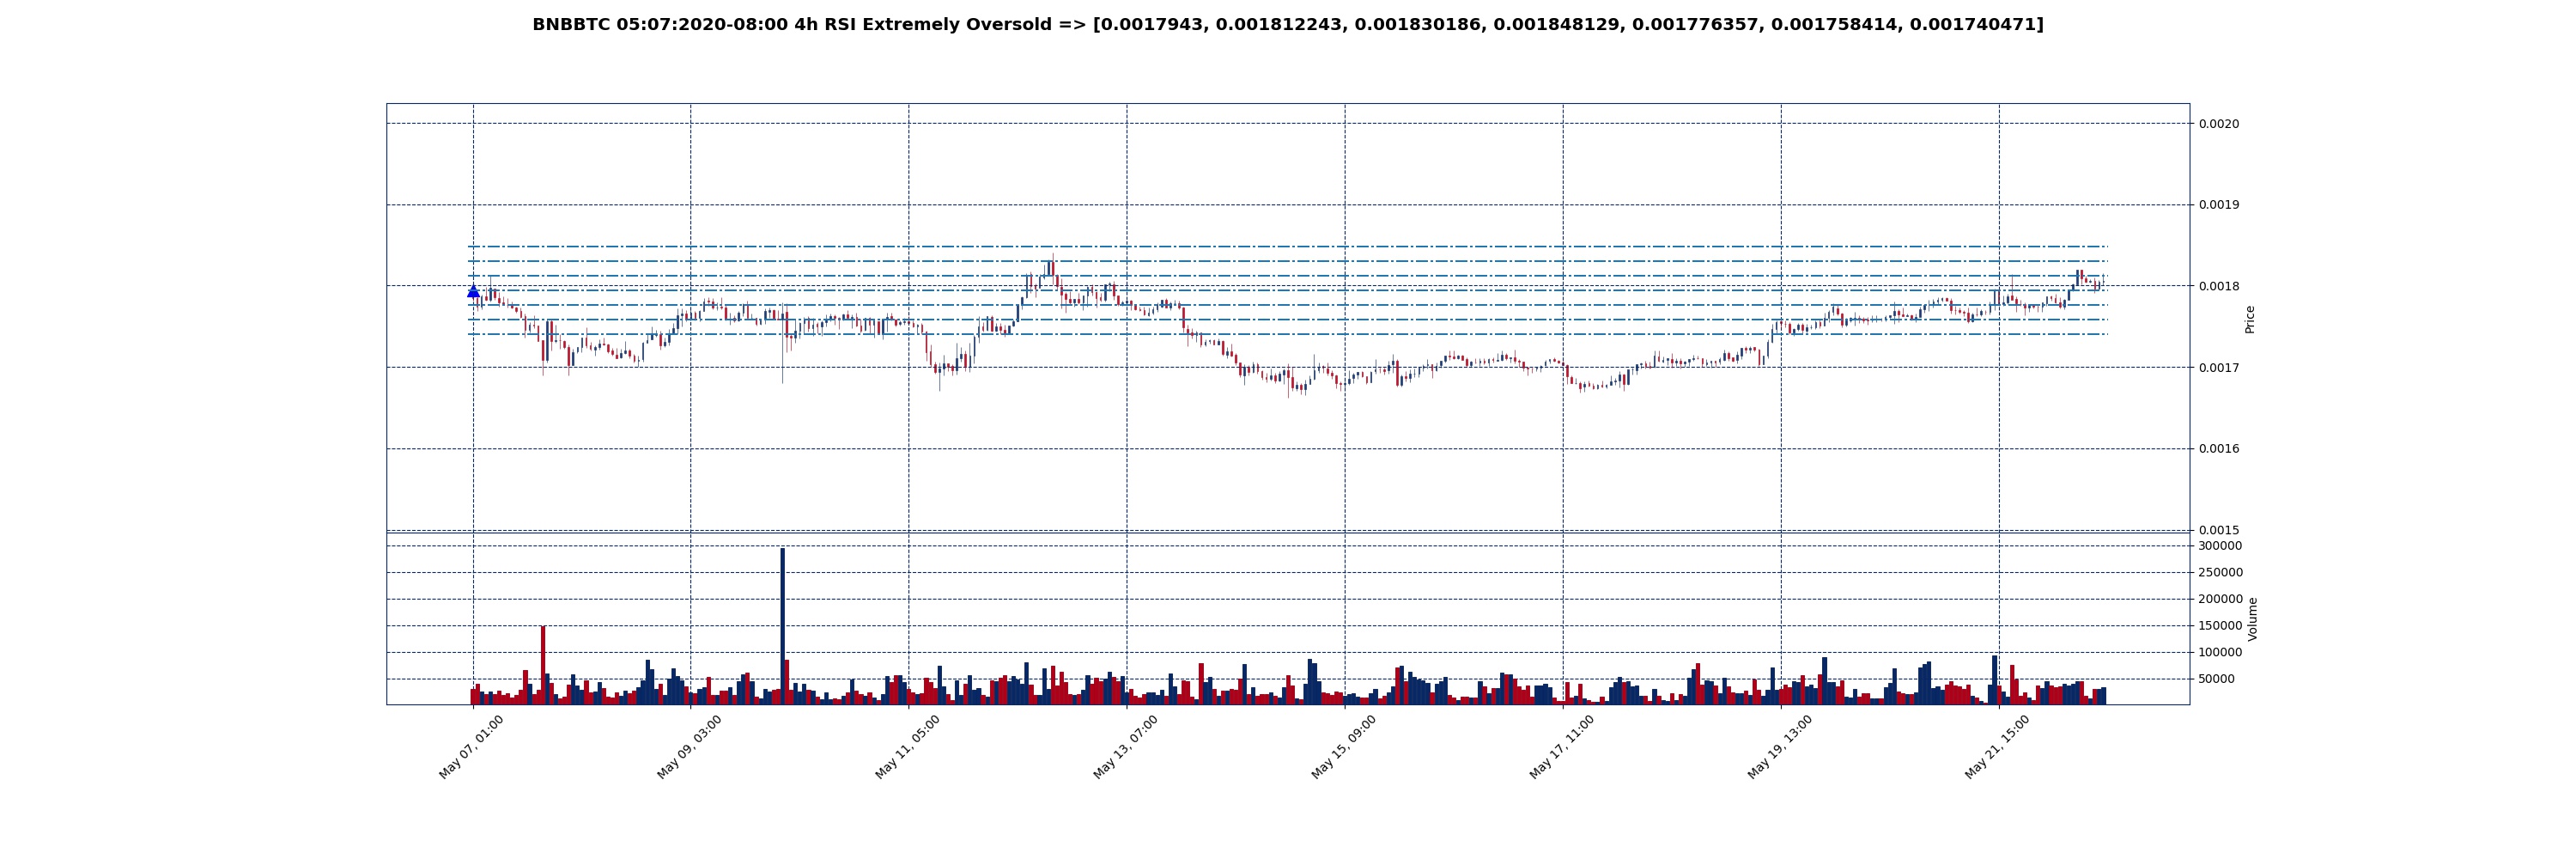 BNBBTC 05:07:2020-08:00 4h RSI Extremely Oversold => [0.0017943, 0.001812243, 0.001830186, 0.001848129, 0.001776357, 0.001758414, 0.001740471]
0.0020
0.0019
0.0018
0.0017
0.0016
0.0015
Price
300000
250000
200000
150000
100000
50000
Volume
May 07, 01:00
May 09, 03:00
May 11, 05:00
May 13, 07:00
May 15, 09:00
May 17, 11:00
May 19, 13:00
May 21, 15:00